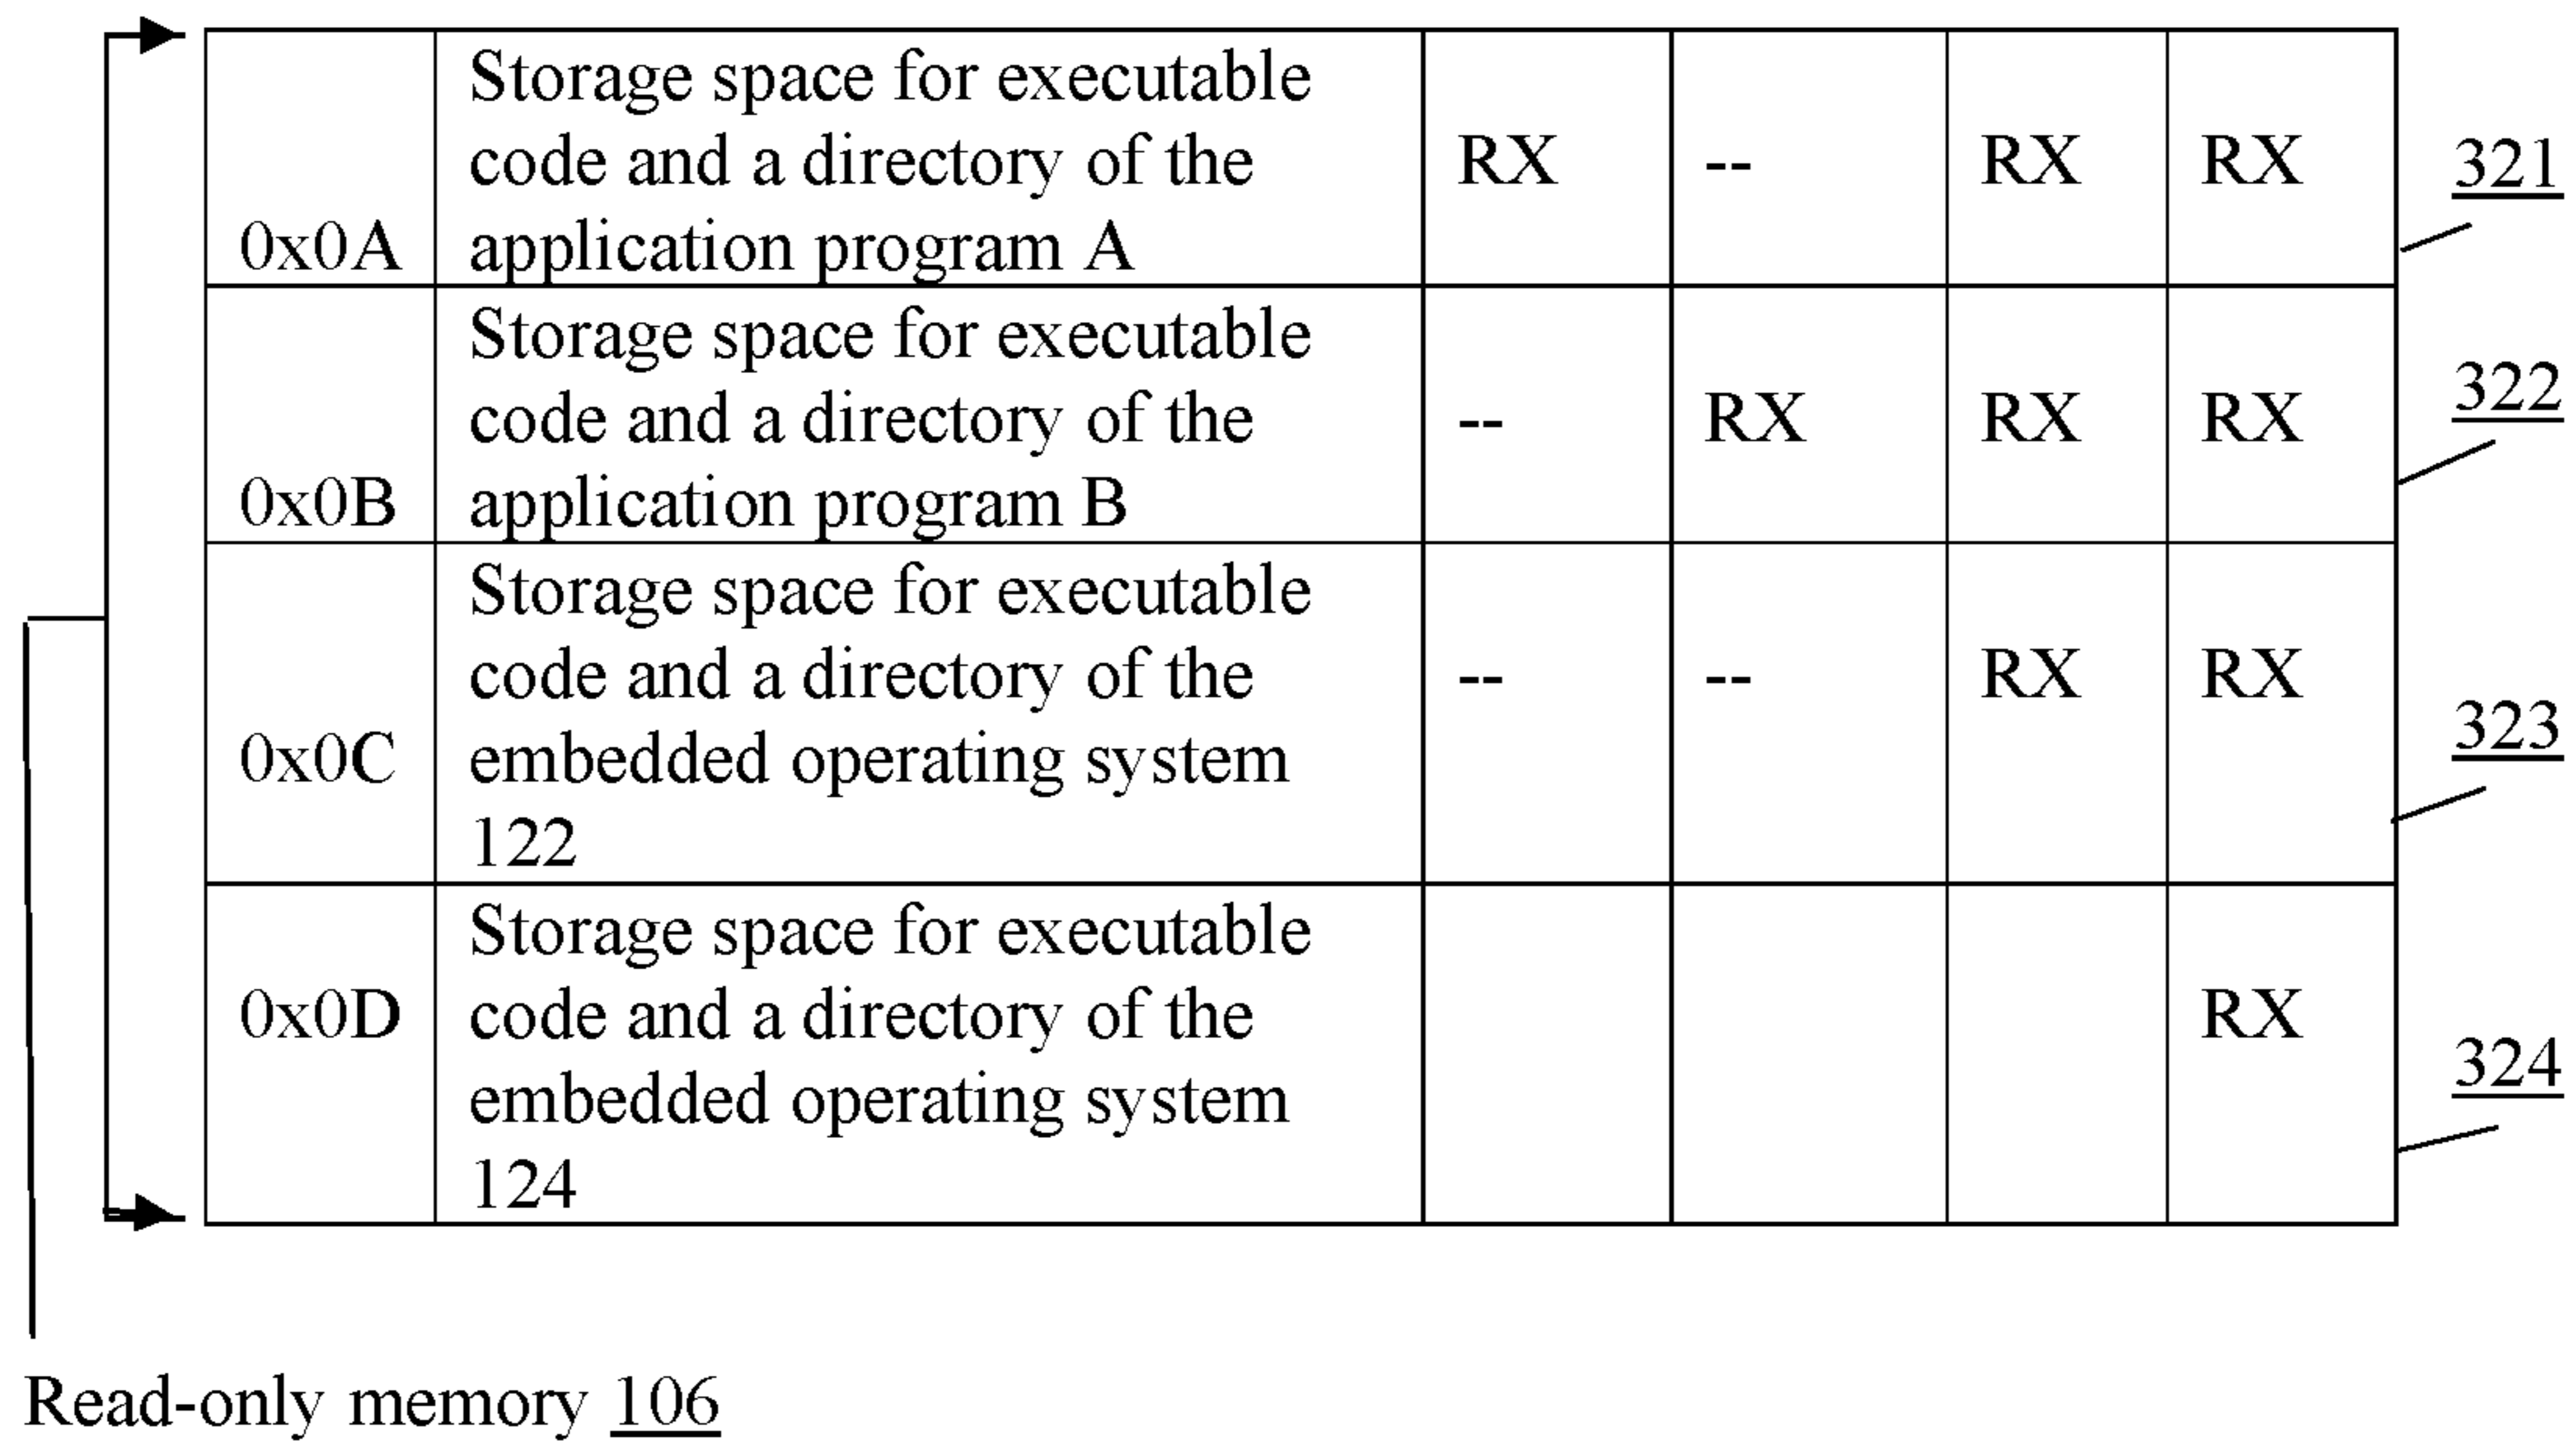 Storage space for executable
code and a directory of the
application program A
0x0A
RX
--
RX
RX
321
Storage space for executable
code and a directory of the
application program B
0x0B
--
RX
RX
RX
322
Storage space for executable
code and a directory of the
embedded operating system
122
0x0C
--
--
RX
RX
323
Storage space for executable
code and a directory of the
embedded operating system
124
0x0D
RX
324
Read-only memory 106